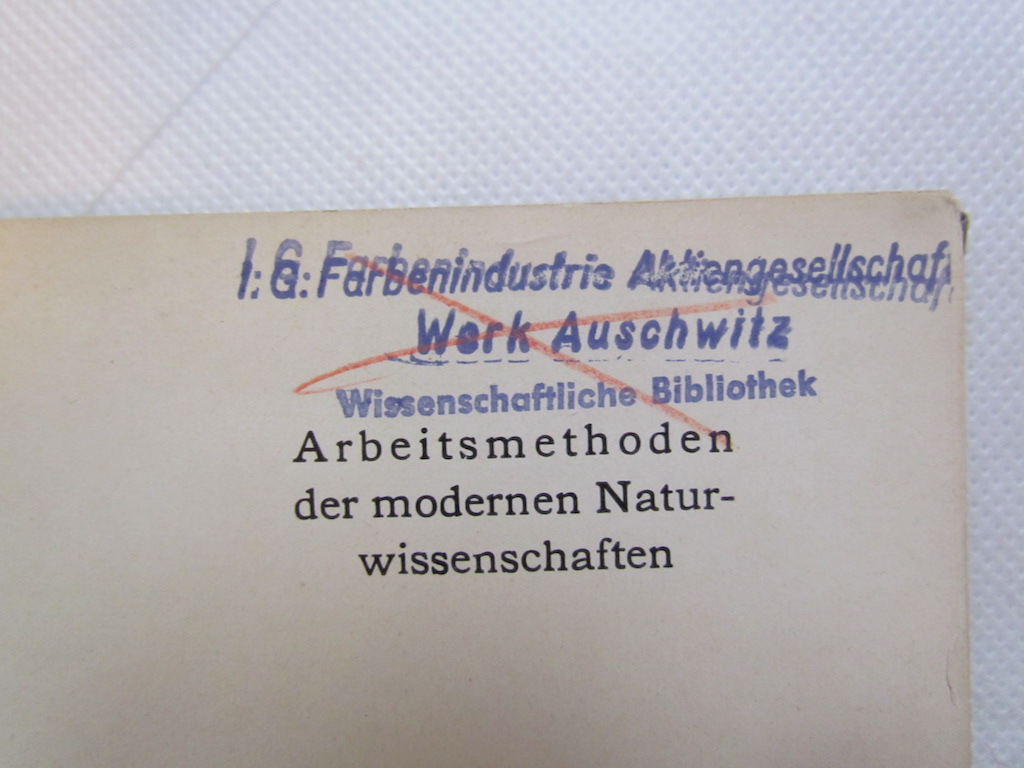 I. G. Farbenindustrie Aktiengesellschaf
Werk Auschwitz
Wissenschaftliche Bibliothek
Arbeitsmethoden
der modernen Natur-
wissenschaften